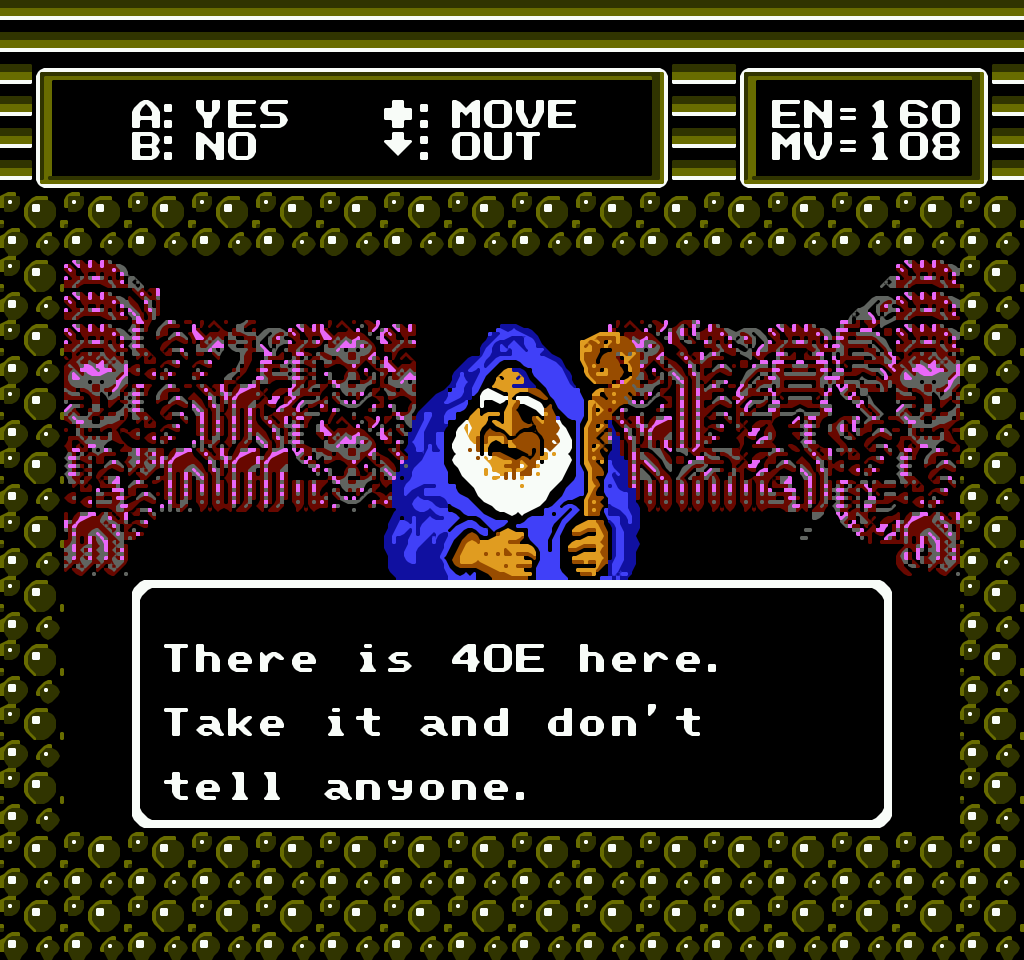 A: YES
B: NO
✚: MOVE
⬇: OUT
EN=160
MV=108
There is 40E here.
Take it and don't
tell anyone.